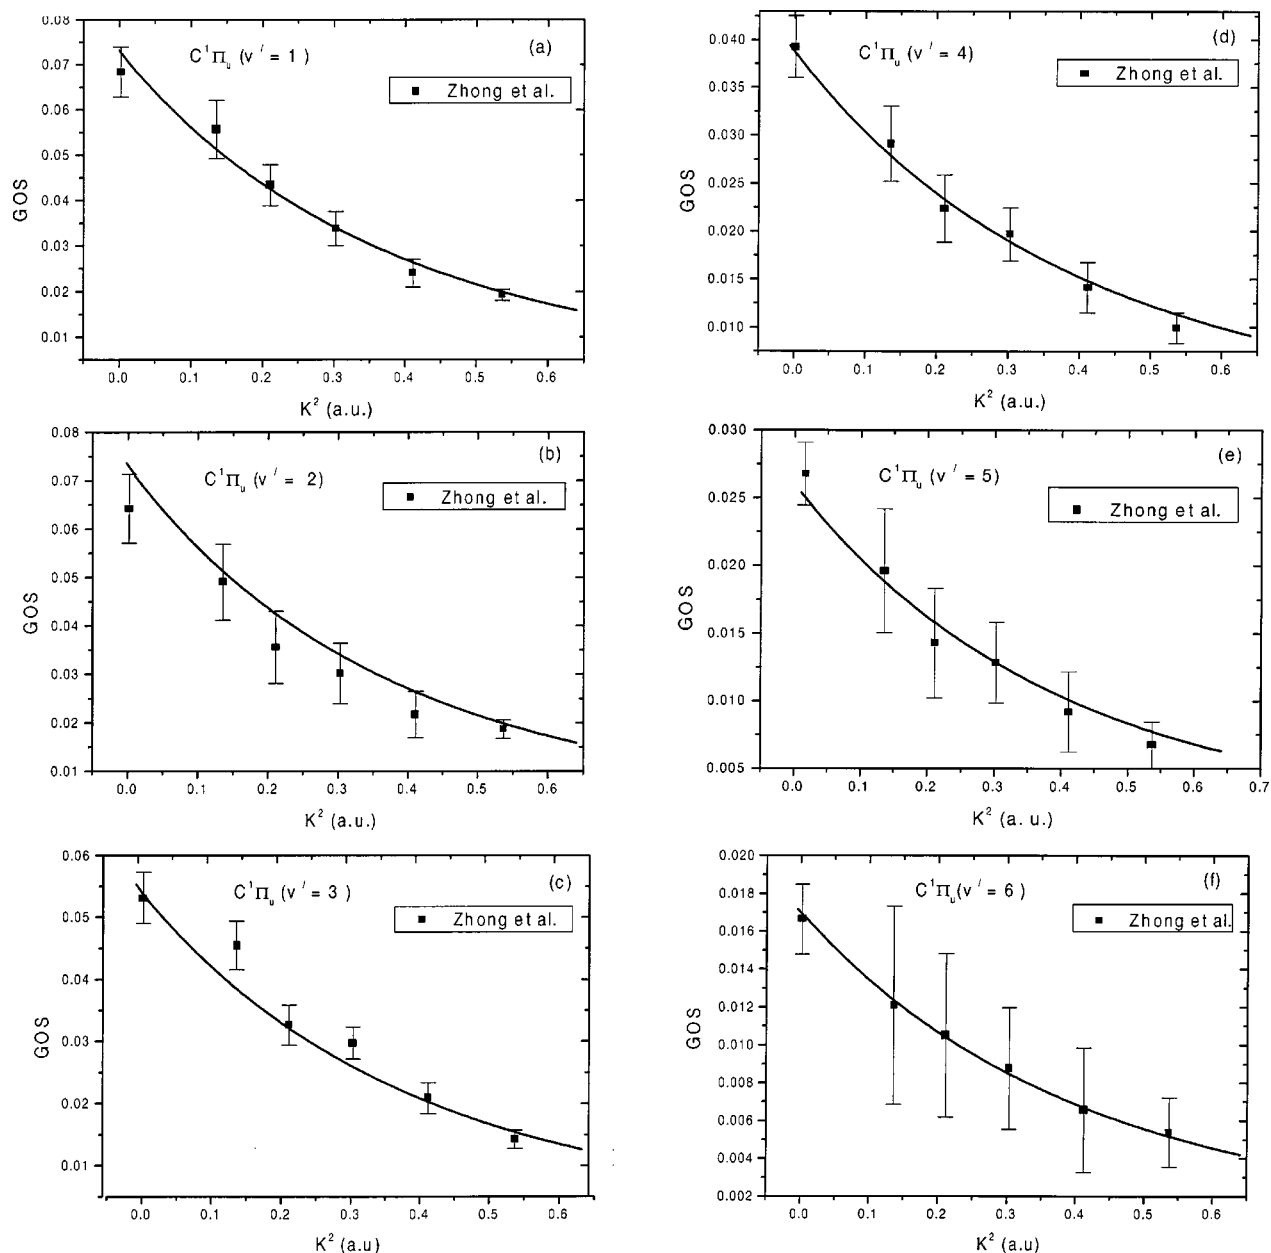 0.08
0.07
0.06
0.05
0.04
0.03
0.02
0.01
GOS
C¹Πᵤ (v′ = 1 )
(a)
Zhong et al.
0.0 0.1 0.2 0.3 0.4 0.5 0.6
K² (a.u.)
0.040
0.035
0.030
0.025
0.020
0.015
0.010
GOS
C¹Πᵤ (v′ = 4)
(d)
Zhong et al.
0.0 0.1 0.2 0.3 0.4 0.5 0.6
K² (a.u.)
0.08
0.07
0.06
0.05
0.04
0.03
0.02
0.01
GOS
C¹Πᵤ (v′ = 2)
(b)
Zhong et al.
0.0 0.1 0.2 0.3 0.4 0.5 0.6
K² (a.u.)
0.030
0.025
0.020
0.015
0.010
0.005
GOS
C¹Πᵤ (v′ = 5)
(e)
Zhong et al.
0.0 0.1 0.2 0.3 0.4 0.5 0.6 0.7
K² (a. u.)
0.06
0.05
0.04
0.03
0.02
0.01
GOS
C¹Πᵤ (v′ = 3 )
(c)
Zhong et al.
0.0 0.1 0.2 0.3 0.4 0.5 0.6
K² (a.u)
0.020
0.018
0.016
0.014
0.012
0.010
0.008
0.006
0.004
0.002
GOS
C¹Πᵤ(v′ = 6 )
(f)
Zhong et al.
0.0 0.1 0.2 0.3 0.4 0.5 0.6
K² (a.u)